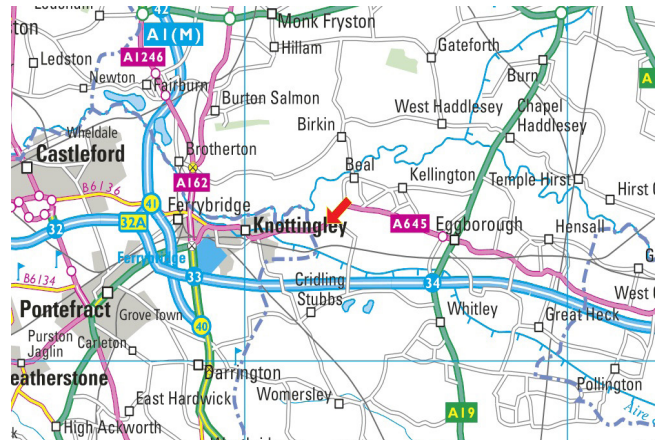 42
Monk Fryston
A1(M)
Hillam
Gateforth
ston
Ledston
A1246
Newton
Fairburn
Burn
A
Burton Salmon
West Haddlesey
Chapel
Haddlesey
Birkin
Wheldale
Brotherton
Castleford
Beal
Kellington
Temple Hirst
Hirst C
B6136
A162
41
32A
Ferrybridge
Knottingley
A645
Eggborough
Hensall
32
Ferrybridge
33
Cridling
Stubbs
34
G
West C
B6134
Pontefract
Grove Town
40
Whitley
Great Heck
Purston
Jaglin
Carleton
eatherstone
Darrington
Pollington
East Hardwick
Womersley
A19
Aire
High Ackworth